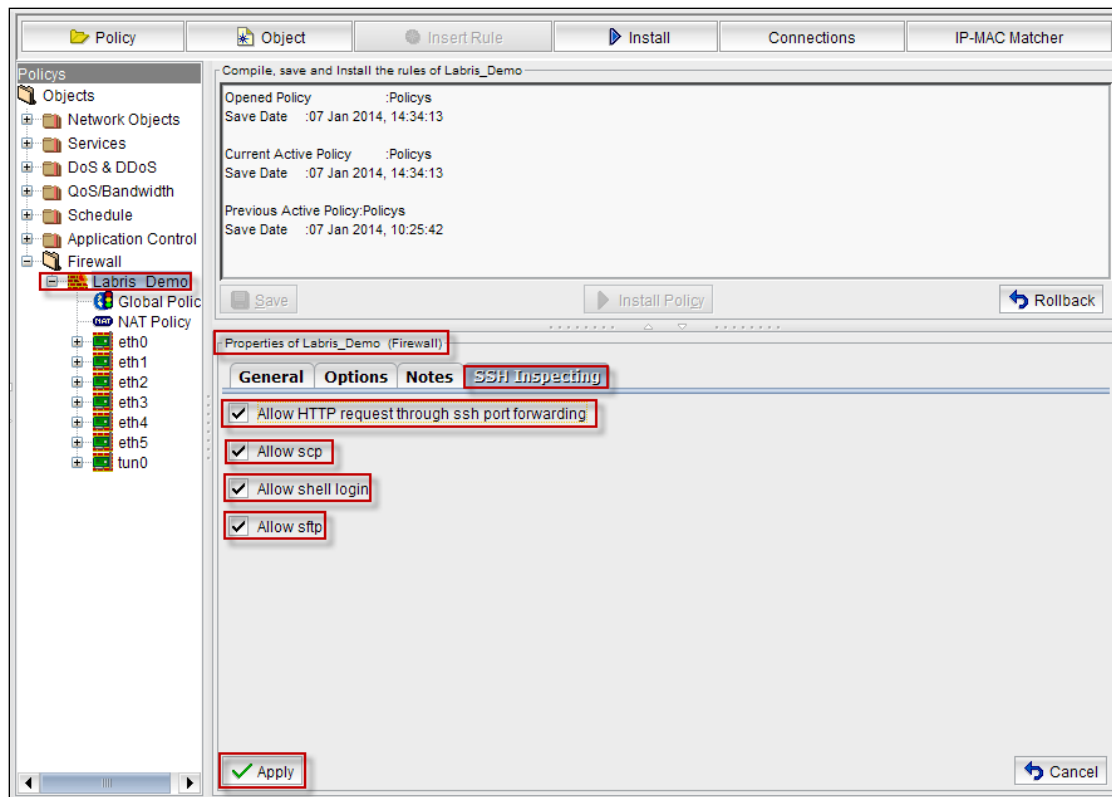 Policy
Object
Insert Rule
Install
Connections
IP-MAC Matcher
Policys
Objects
Network Objects
Services
DoS & DDoS
QoS/Bandwidth
Schedule
Application Control
Firewall
Labris_Demo
Global Polic
NAT NAT Policy
eth0
eth1
eth2
eth3
eth4
eth5
tun0
Compile, save and Install the rules of Labris_Demo
Opened Policy :Policys
Save Date :07 Jan 2014, 14:34:13
Current Active Policy :Policys
Save Date :07 Jan 2014, 14:34:13
Previous Active Policy:Policys
Save Date :07 Jan 2014, 10:25:42
Save
Install Policy
Rollback
Properties of Labris_Demo (Firewall)
General
Options
Notes
SSH Inspecting
Allow HTTP request through ssh port forwarding
Allow scp
Allow shell login
Allow sftp
Apply
Cancel